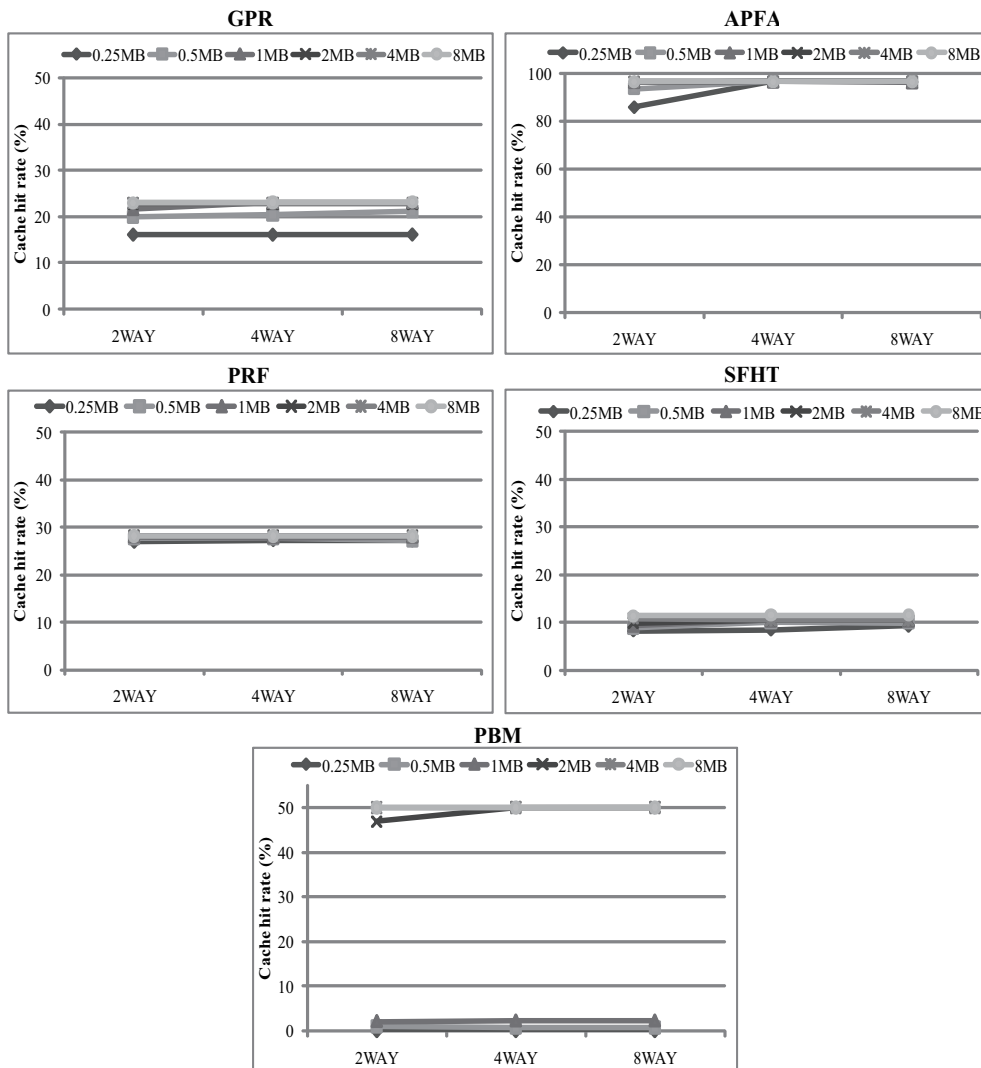 GPR
0.25MB 0.5MB 1MB 2MB 4MB 8MB
Cache hit rate (%)
50
40
30
20
10
0
2WAY 4WAY 8WAY
APFA
0.25MB 0.5MB 1MB 2MB 4MB 8MB
Cache hit rate (%)
100
80
60
40
20
0
2WAY 4WAY 8WAY
PRF
0.25MB 0.5MB 1MB 2MB 4MB 8MB
Cache hit rate (%)
50
40
30
20
10
0
2WAY 4WAY 8WAY
SFHT
0.25MB 0.5MB 1MB 2MB 4MB 8MB
Cache hit rate (%)
50
40
30
20
10
0
2WAY 4WAY 8WAY
PBM
0.25MB 0.5MB 1MB 2MB 4MB 8MB
Cache hit rate (%)
50
40
30
20
10
0
2WAY 4WAY 8WAY